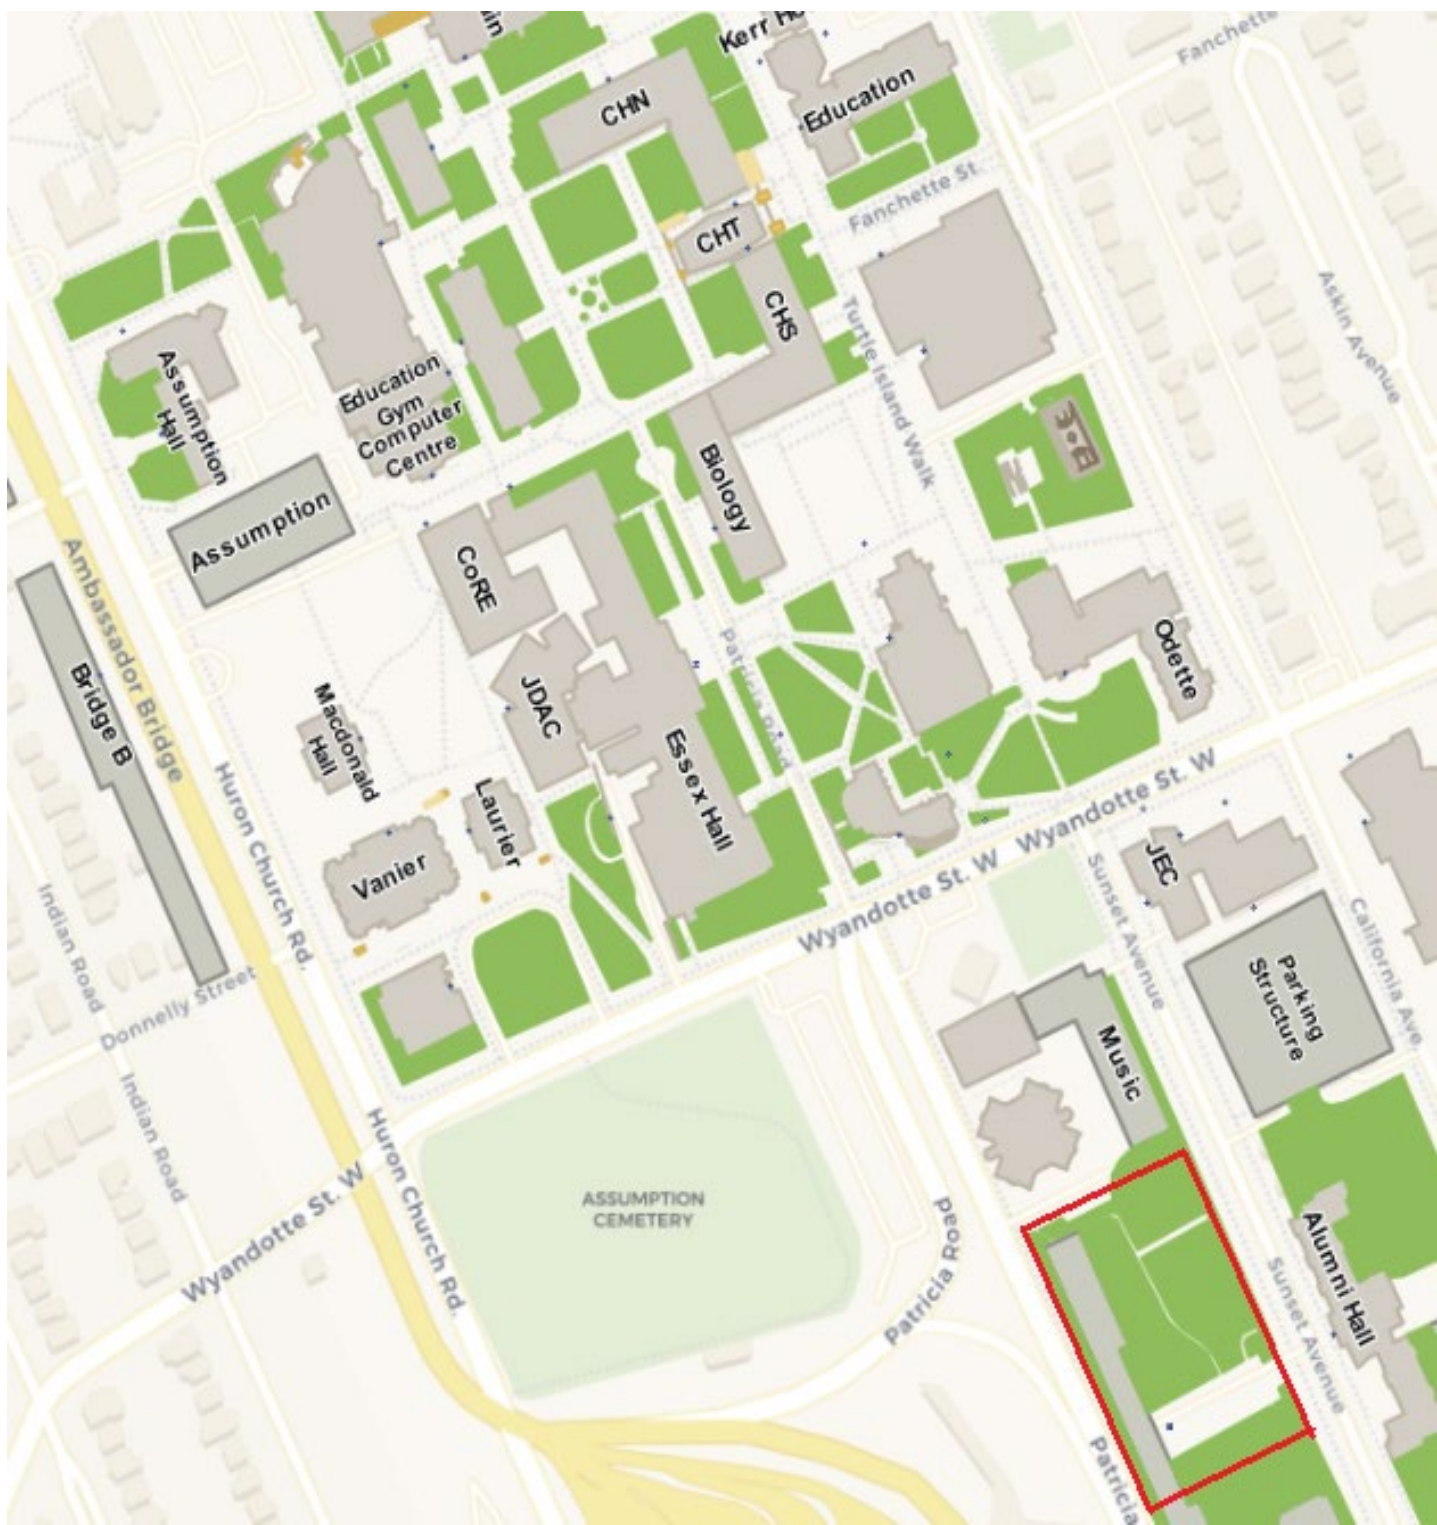 Kerr Ho
Fanchette
CHN
Education
Fanchette St.
CHT
CHS
Askin Avenue
Turtle Island Walk
Assumption
Hall
Education
Gym
Computer
Centre
Biology
Assumption
CoRE
Ambassador Bridge
Bridge B
Macdonald
Hall
JDAC
Patricia Road
Odette
Essex Hall
Huron Church Rd.
Laurier
Vanier
Wyandotte St. W
Wyandotte St. W
JEC
Sunset Avenue
California Ave.
Indian Road
Donnelly Street
Parking
Structure
Music
Indian Road
Huron Church Rd.
Wyandotte St. W
ASSUMPTION
CEMETERY
Patricia Road
Alumni Hall
Sunset Avenue
Patricia